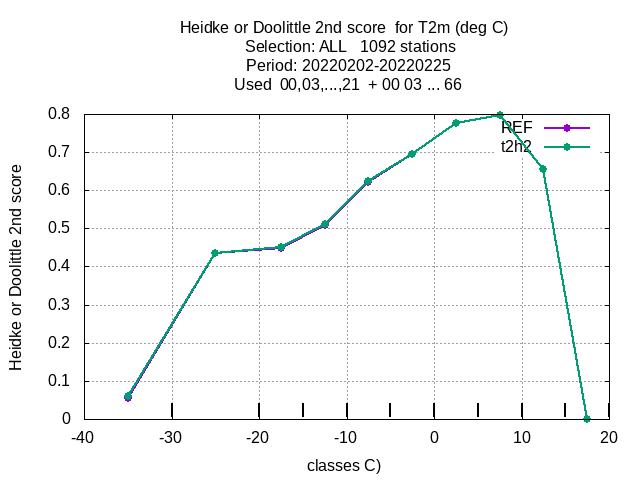 Heidke or Doolittle 2nd score  for T2m (deg C)
Selection: ALL   1092 stations
Period: 20220202-20220225
Used  00,03,...,21  + 00 03 ... 66
Heidke or Doolittle 2nd score
0.8
0.7
0.6
0.5
0.4
0.3
0.2
0.1
0
REF
t2h2
-40 -30 -20 -10 0 10 20
classes C)